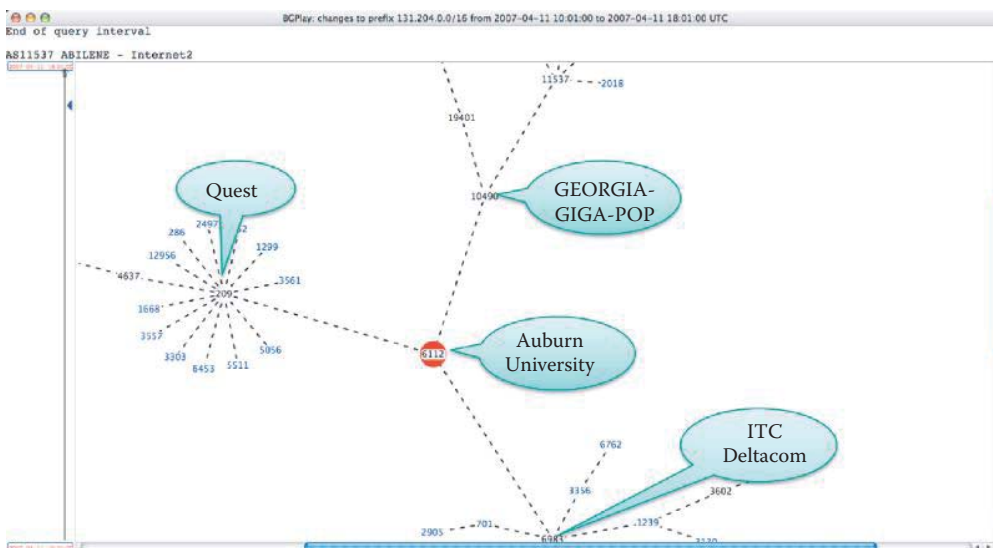 BGPlay: changes to prefix 131.204.0.0/16 from 2007-04-11 10:01:00 to 2007-04-11 18:01:00 UTC
End of query interval
AS11537 ABILENE - Internet2
11537
2018
19401
10490
GEORGIA-
GIGA-POP
Quest
2497
286
1299
12956
4637
3561
209
1668
3557
3303
8453
5511
5056
6112
Auburn
University
ITC
Deltacom
6762
3356
3602
2905
701
1239
6983